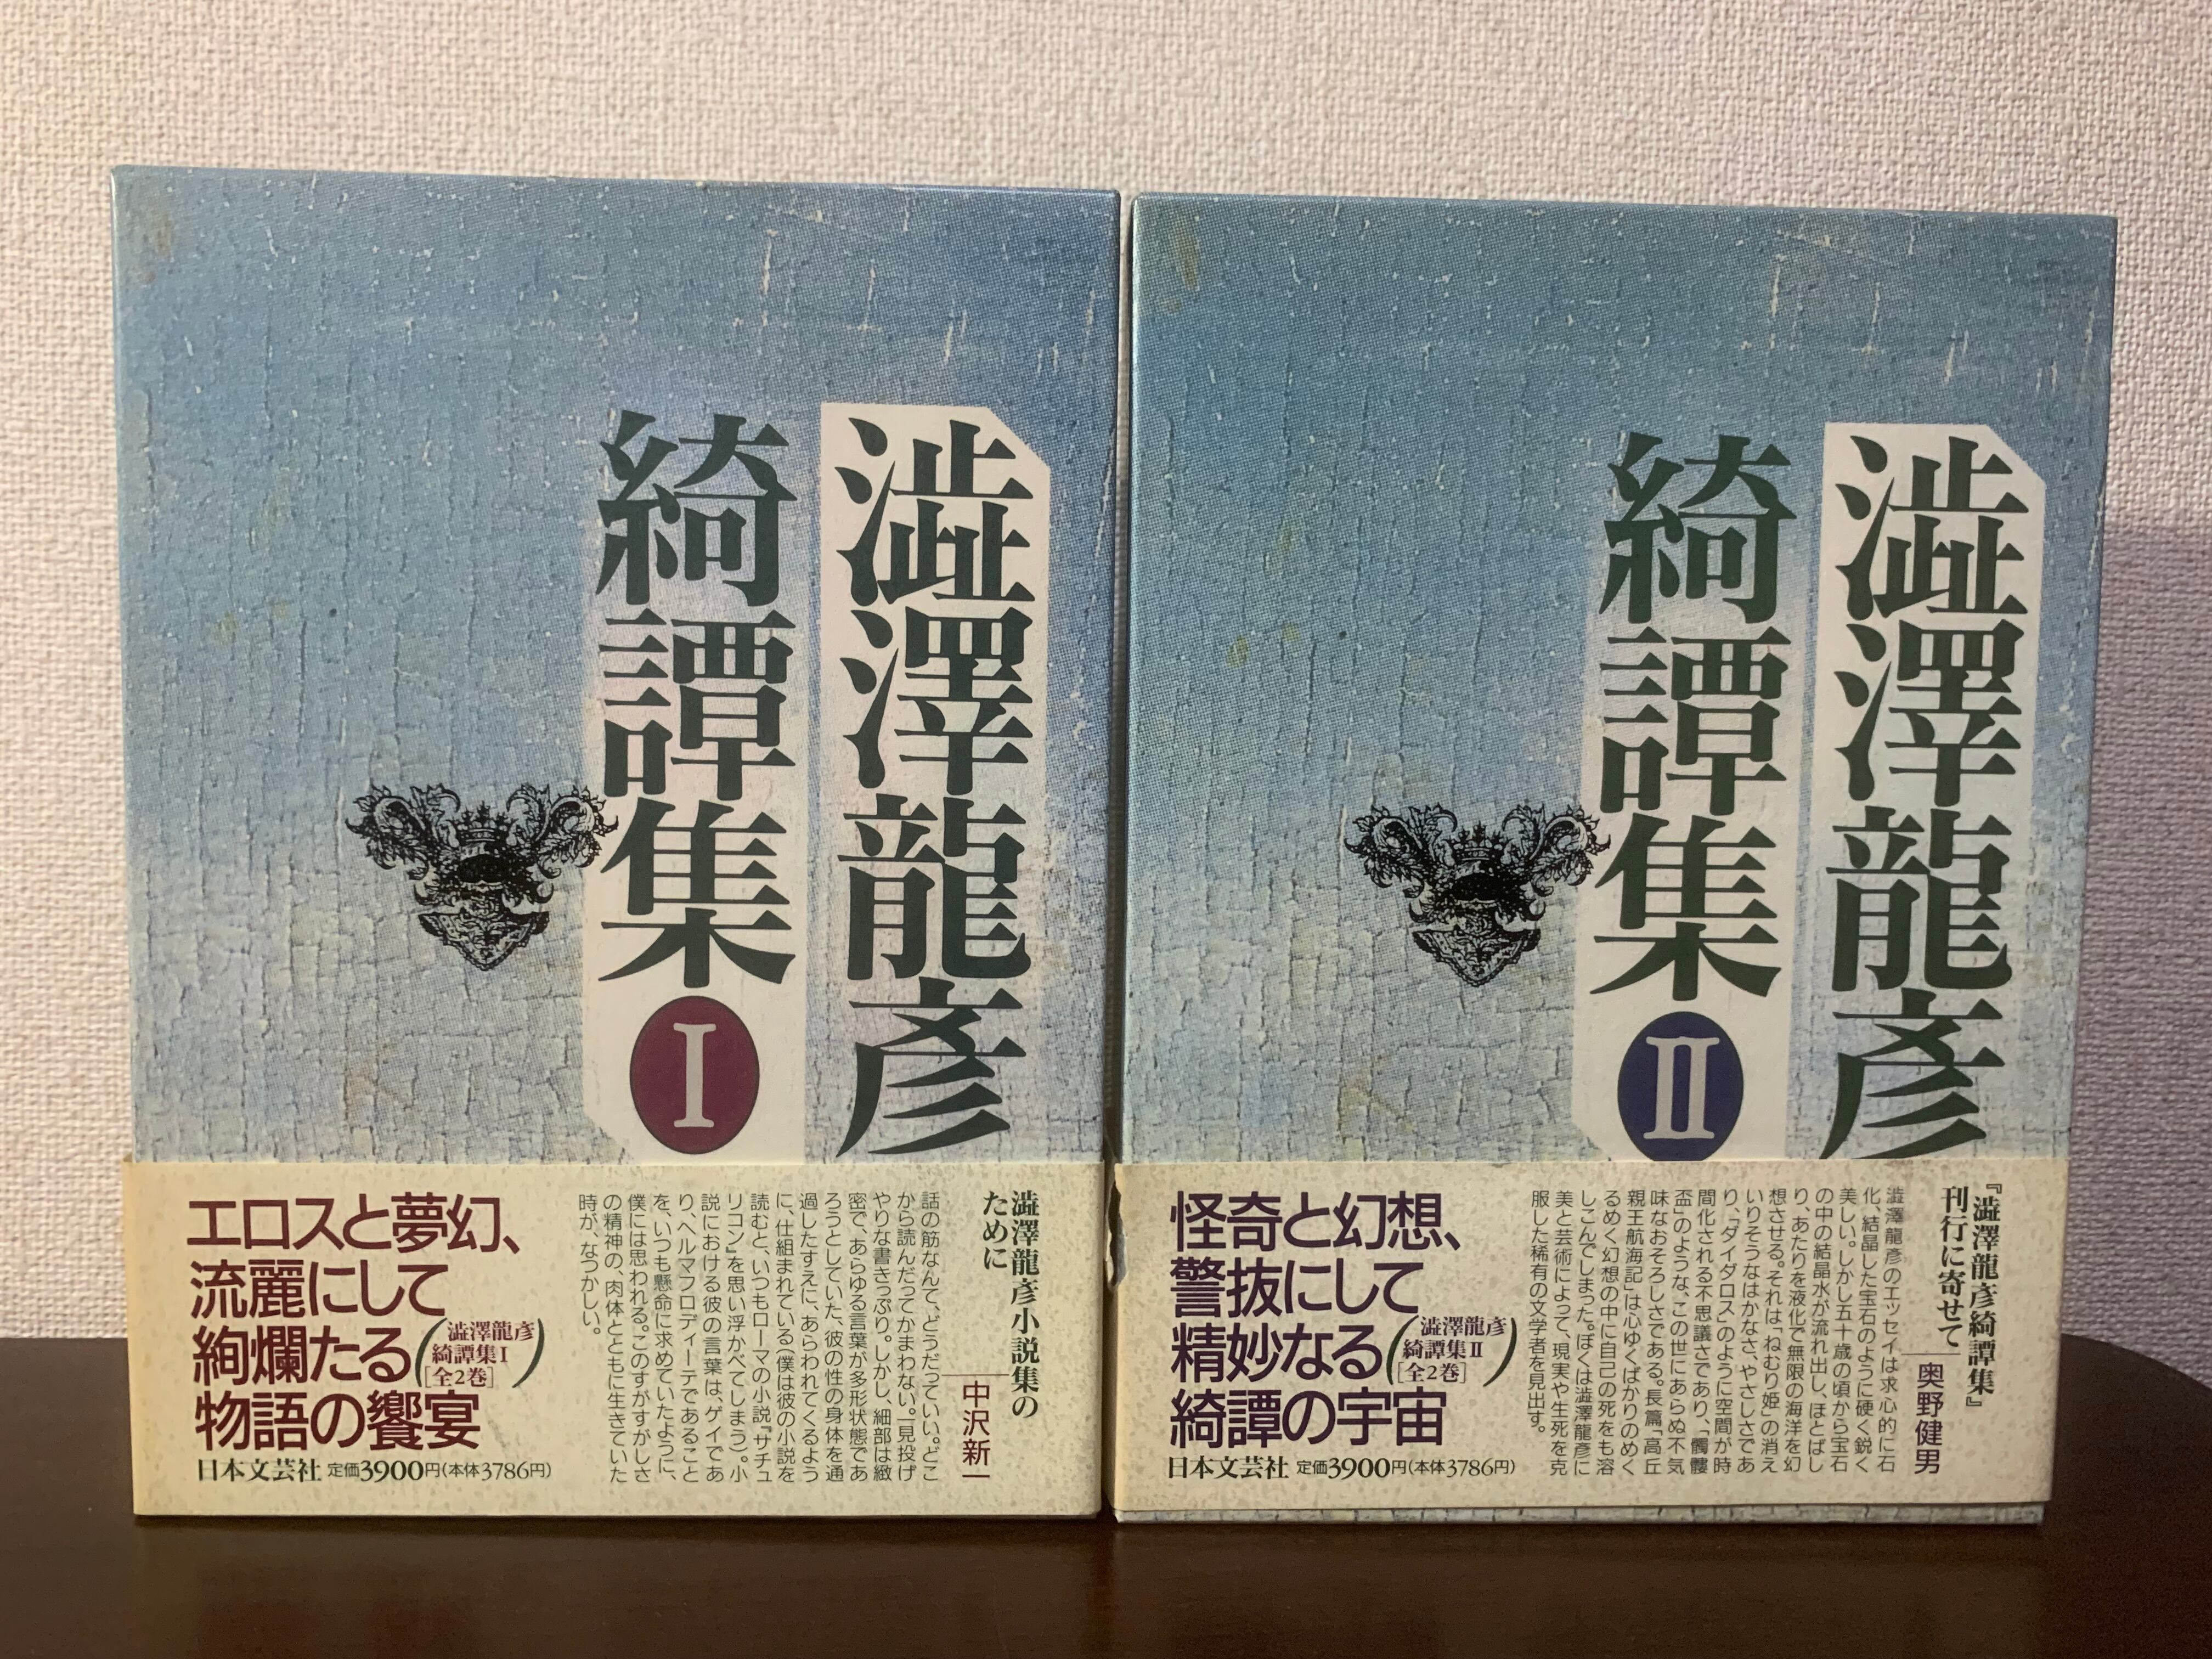 澁澤龍彦
綺譚集
I
澁澤龍彦小説集の
ために
中沢新一
話の筋なんて、どうだっていい。どこ
から読んだってかまわない。一見投げ
やりな書きっぷり。しかし、細部は緻
密で、あらゆる言葉が多形状態であ
ろうとしていた、彼の性の身体を通
過したすえに、あらわれてくるよう
に、仕組まれている(僕は彼の小説を
読むと、いつもローマの小説『サチュ
リコン』を思い浮かべてしまう)。小
説における彼の言葉は、ゲイであ
り、ヘルマフロディーテであること
を、いつも懸命に求めていたように、
僕には思われる。このすがすがしさ
の精神の、肉体とともに生きていた
時が、なつかしい。
エロスと夢幻、
流麗にして
絢爛たる
物語の饗宴
(澁澤龍彦
綺譚集I
[全2巻])
日本文芸社 定価3900円(本体3786円)
澁澤龍彦
綺譚集
II
『澁澤龍彦綺譚集』
刊行に寄せて
奥野健男
澁澤龍彦のエッセイは求心的に石
化、結晶した宝石のように硬く鋭く
美しい。しかし五十歳の頃から宝石
の中の結晶水が流れ出し、ほとばし
り、あたりを液化で無限の海洋を幻
想させる。それは「ねむり姫」の消え
いりそうなはかなさ、やさしさであ
り、「ダイダロス」のように空間が時
間化される不思議さであり、「髑髏
盃」のような、この世にあらぬ不気
味なおそろしさである。長篇「高丘
親王航海記」は心ゆくばかりのめく
るめく幻想の中に自己の死をも溶
しこんでしまった。ぼくは澁澤龍彦に
美と芸術によって、現実や生死を克
服した稀有の文学者を見出す。
怪奇と幻想、
警抜にして
精妙なる
綺譚の宇宙
(澁澤龍彦
綺譚集II
[全2巻])
日本文芸社 定価3900円(本体3786円)